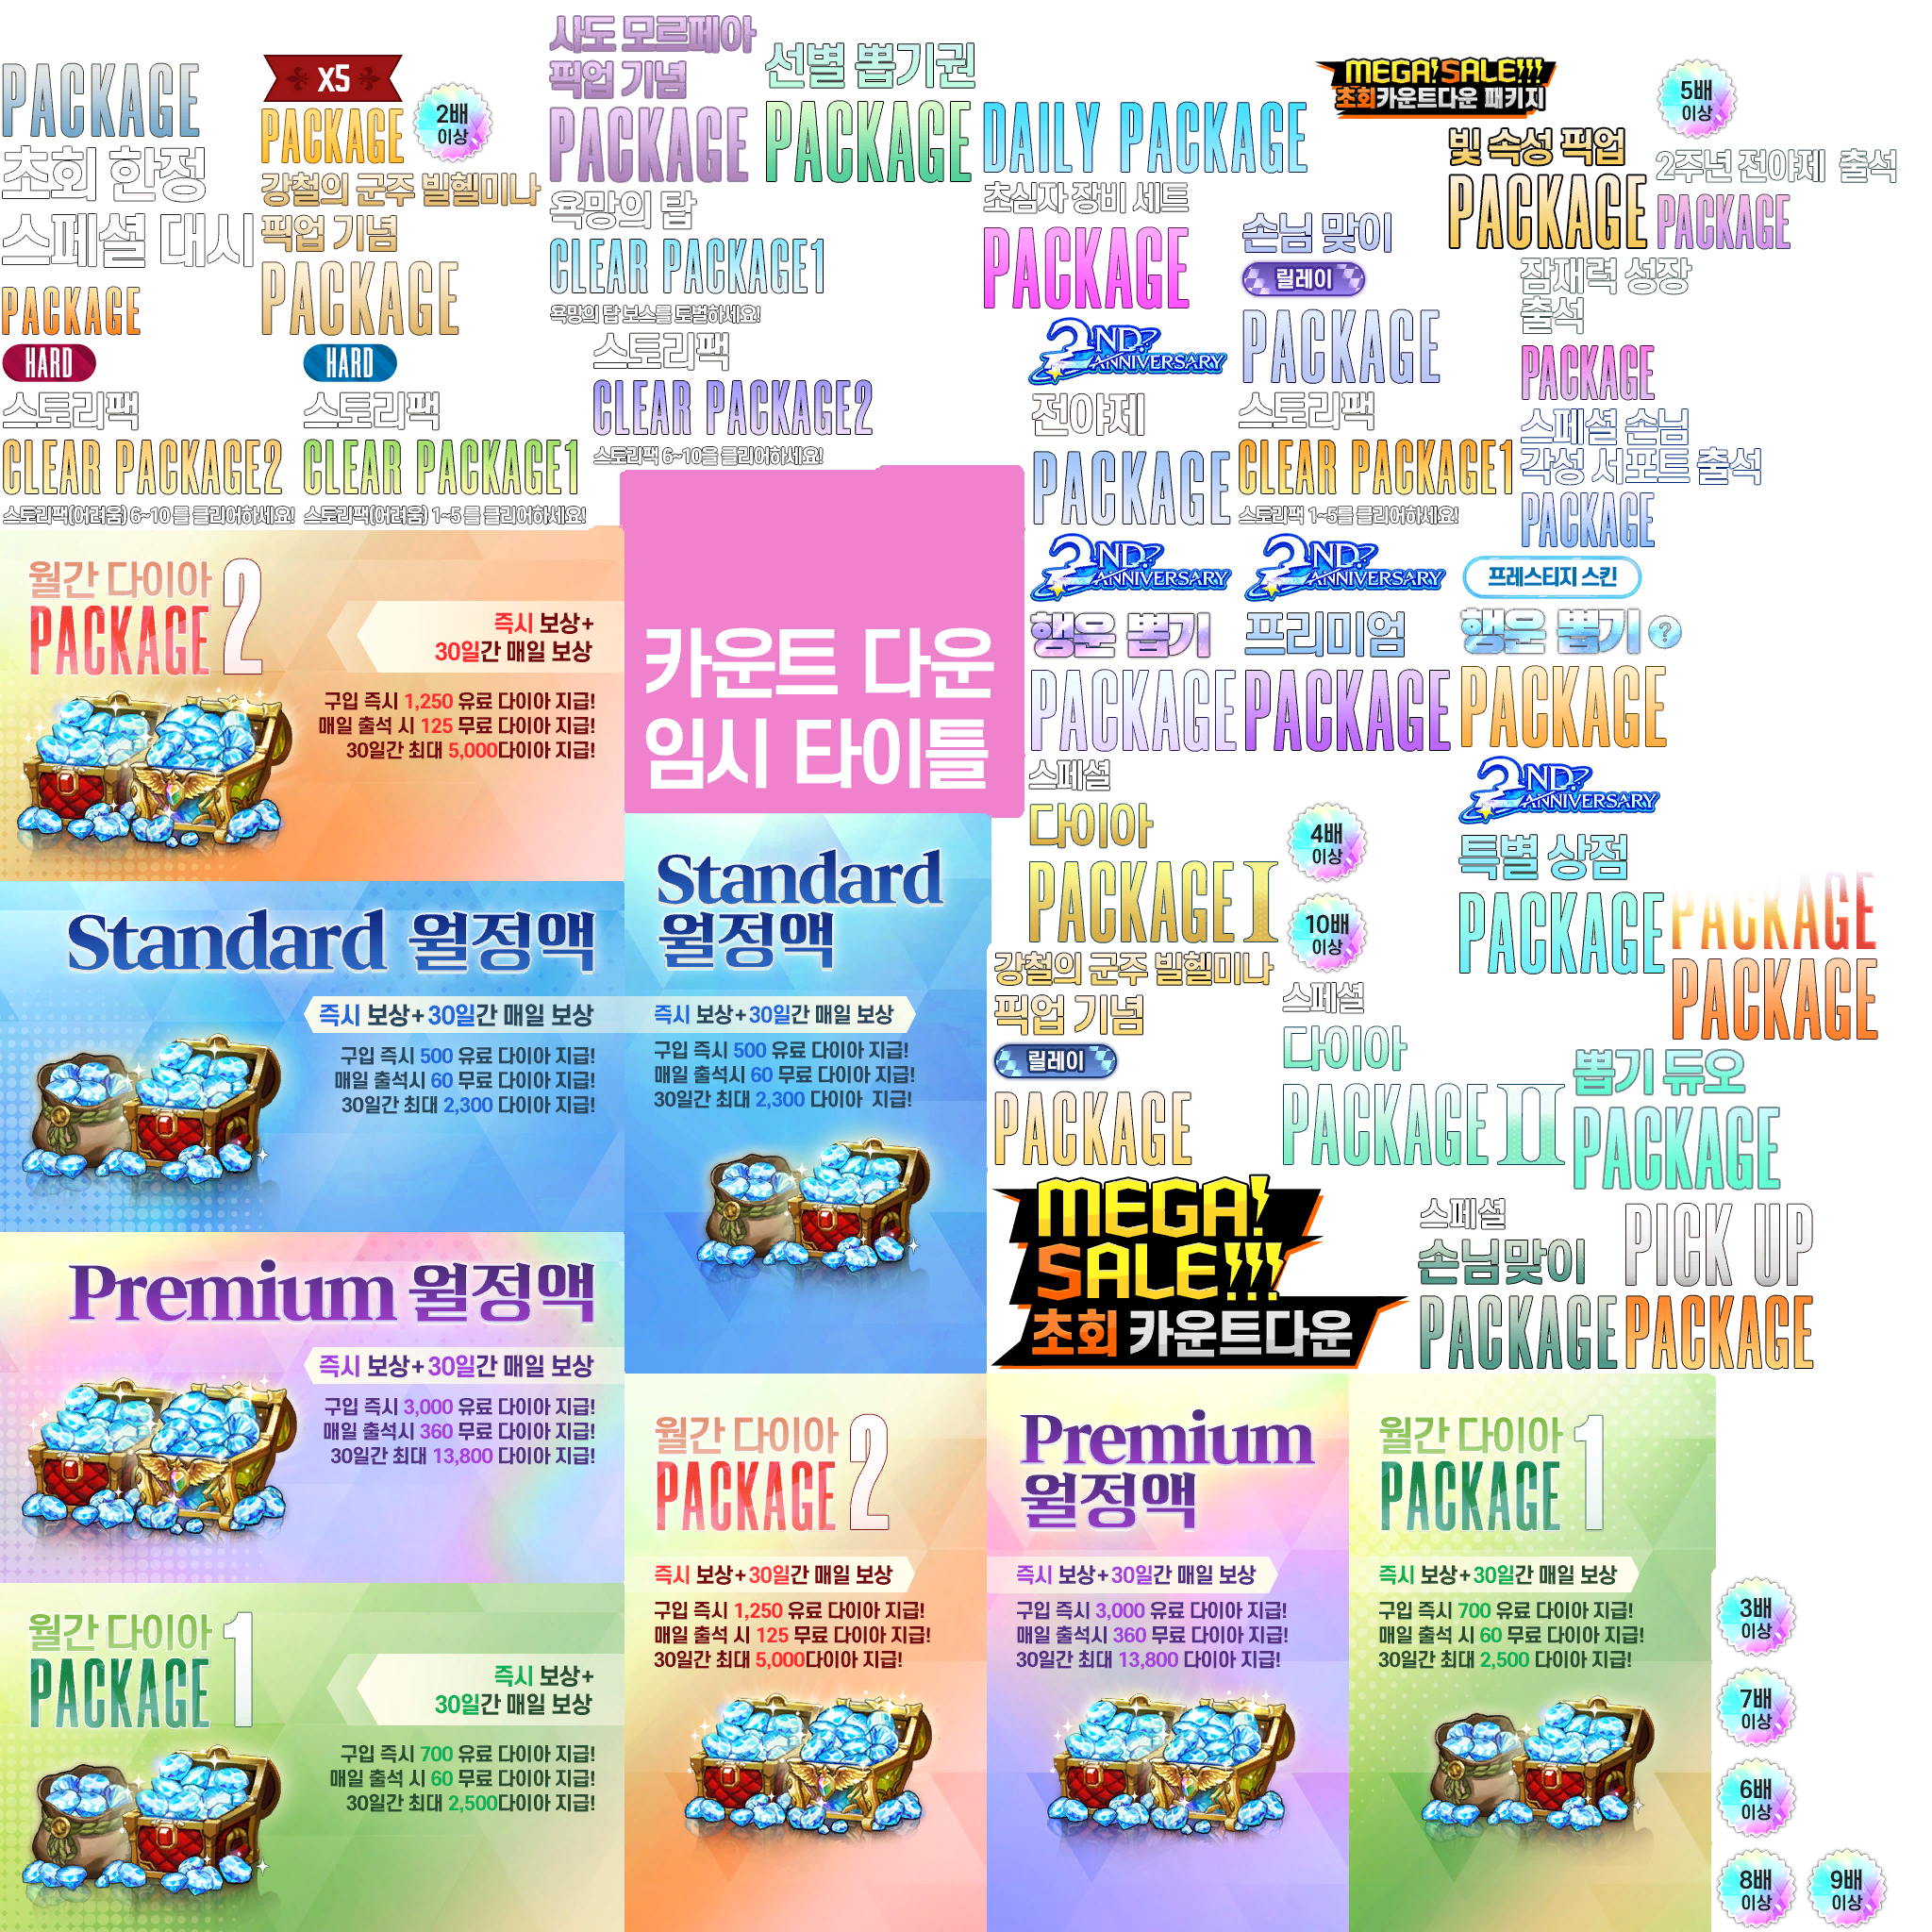 PACKAGE
초회 한정
스페셜 대시
PACKAGE
X5
PACKAGE
2배
이상
강철의 군주 빌헬미나
픽업 기념
PACKAGE
사도 모르페아
픽업 기념
PACKAGE
선별 뽑기권
PACKAGE
욕망의 탑
CLEAR PACKAGE1
욕망의 탑 보스를 토벌하세요!
DAILY PACKAGE
초심자 장비 세트
PACKAGE
MEGA! SALE!!!
초회카운트다운 패키지
빛 속성 픽업
PACKAGE
5배
이상
2주년 전야제 출석
PACKAGE
손님 맞이
릴레이
PACKAGE
잠재력 성장
출석
PACKAGE
HARD
스토리팩
CLEAR PACKAGE2
스토리팩(어려움) 6~10를 클리어하세요!
HARD
스토리팩
CLEAR PACKAGE1
스토리팩(어려움) 1~5를 클리어하세요!
스토리팩
CLEAR PACKAGE2
스토리팩 6~10을 클리어하세요!
2ND?
ANNIVERSARY
전야제
PACKAGE
스토리팩
CLEAR PACKAGE1
스토리팩 1~5를 클리어하세요!
스페셜 손님
각성 서포트 출석
PACKAGE
월간 다이아
PACKAGE 2
즉시 보상+
30일간 매일 보상
구입 즉시 1,250 유료 다이아 지급!
매일 출석 시 125 무료 다이아 지급!
30일간 최대 5,000다이아 지급!
카운트 다운
임시 타이틀
2ND?
ANNIVERSARY
행운 뽑기
PACKAGE
2ND?
ANNIVERSARY
프리미엄
PACKAGE
프레스티지 스킨
행운 뽑기 ?
PACKAGE
스페셜
다이아
PACKAGE I
4배
이상
10배
이상
2ND?
ANNIVERSARY
특별 상점
PACKAGE
PACKAGE
PACKAGE
Standard 월정액
즉시 보상+30일간 매일 보상
구입 즉시 500 유료 다이아 지급!
매일 출석시 60 무료 다이아 지급!
30일간 최대 2,300 다이아 지급!
Standard
월정액
즉시 보상+30일간 매일 보상
구입 즉시 500 유료 다이아 지급!
매일 출석시 60 무료 다이아 지급!
30일간 최대 2,300 다이아 지급!
강철의 군주 빌헬미나
픽업 기념
릴레이
PACKAGE
스페셜
다이아
PACKAGE II
뽑기 듀오
PACKAGE
MEGA!
SALE!!!
초회 카운트다운
스페셜
손님맞이
PACKAGE
PICK UP
PACKAGE
Premium 월정액
즉시 보상+30일간 매일 보상
구입 즉시 3,000 유료 다이아 지급!
매일 출석시 360 무료 다이아 지급!
30일간 최대 13,800 다이아 지급!
월간 다이아
PACKAGE 1
즉시 보상+
30일간 매일 보상
구입 즉시 700 유료 다이아 지급!
매일 출석 시 60 무료 다이아 지급!
30일간 최대 2,500다이아 지급!
월간 다이아
PACKAGE 2
즉시 보상+30일간 매일 보상
구입 즉시 1,250 유료 다이아 지급!
매일 출석 시 125 무료 다이아 지급!
30일간 최대 5,000다이아 지급!
Premium
월정액
즉시 보상+30일간 매일 보상
구입 즉시 3,000 유료 다이아 지급!
매일 출석시 360 무료 다이아 지급!
30일간 최대 13,800 다이아 지급!
월간 다이아
PACKAGE 1
즉시 보상+30일간 매일 보상
구입 즉시 700 유료 다이아 지급!
매일 출석 시 60 무료 다이아 지급!
30일간 최대 2,500 다이아 지급!
3배
이상
7배
이상
6배
이상
8배
이상
9배
이상